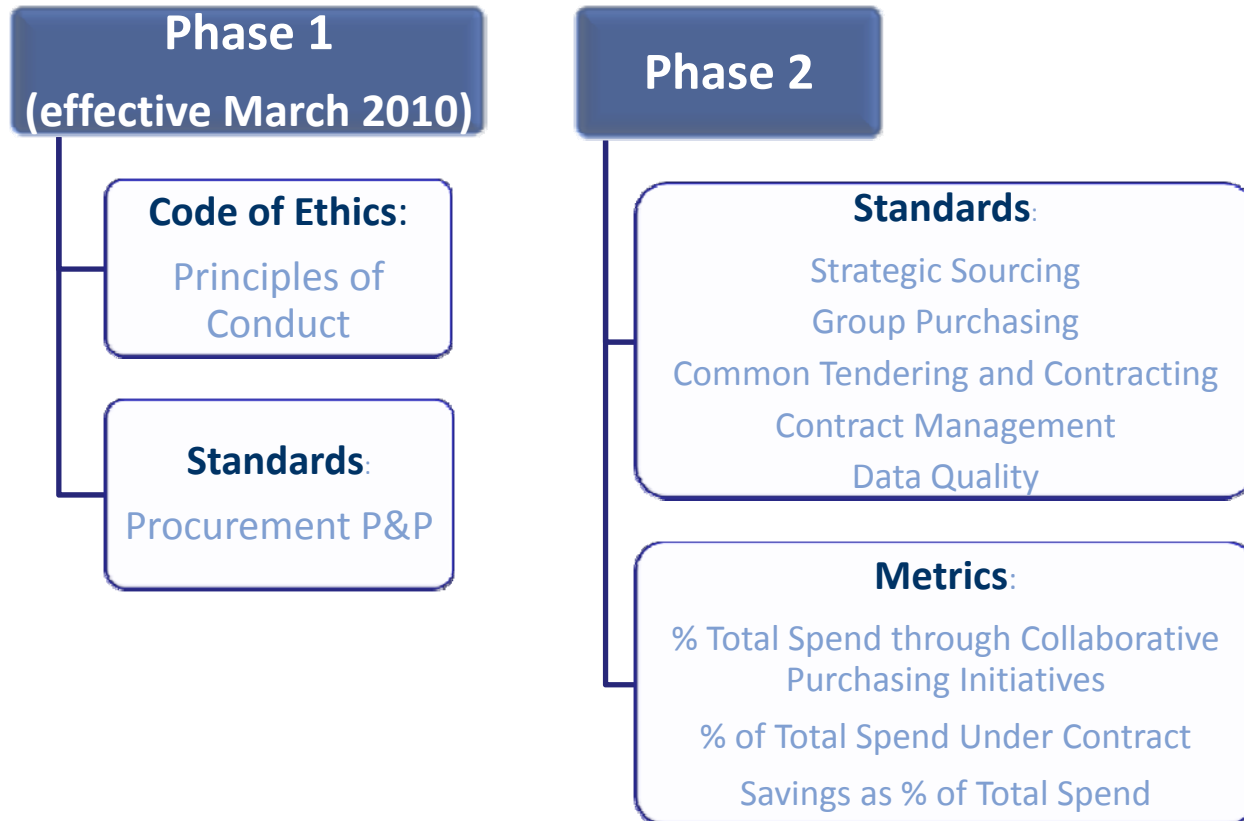 Phase 1
(effective March 2010)
Code of Ethics:
Principles of
Conduct
Standards:
Procurement P&P
Phase 2
Standards:
Strategic Sourcing
Group Purchasing
Common Tendering and Contracting
Contract Management
Data Quality
Metrics:
% Total Spend through Collaborative
Purchasing Initiatives
% of Total Spend Under Contract
Savings as % of Total Spend